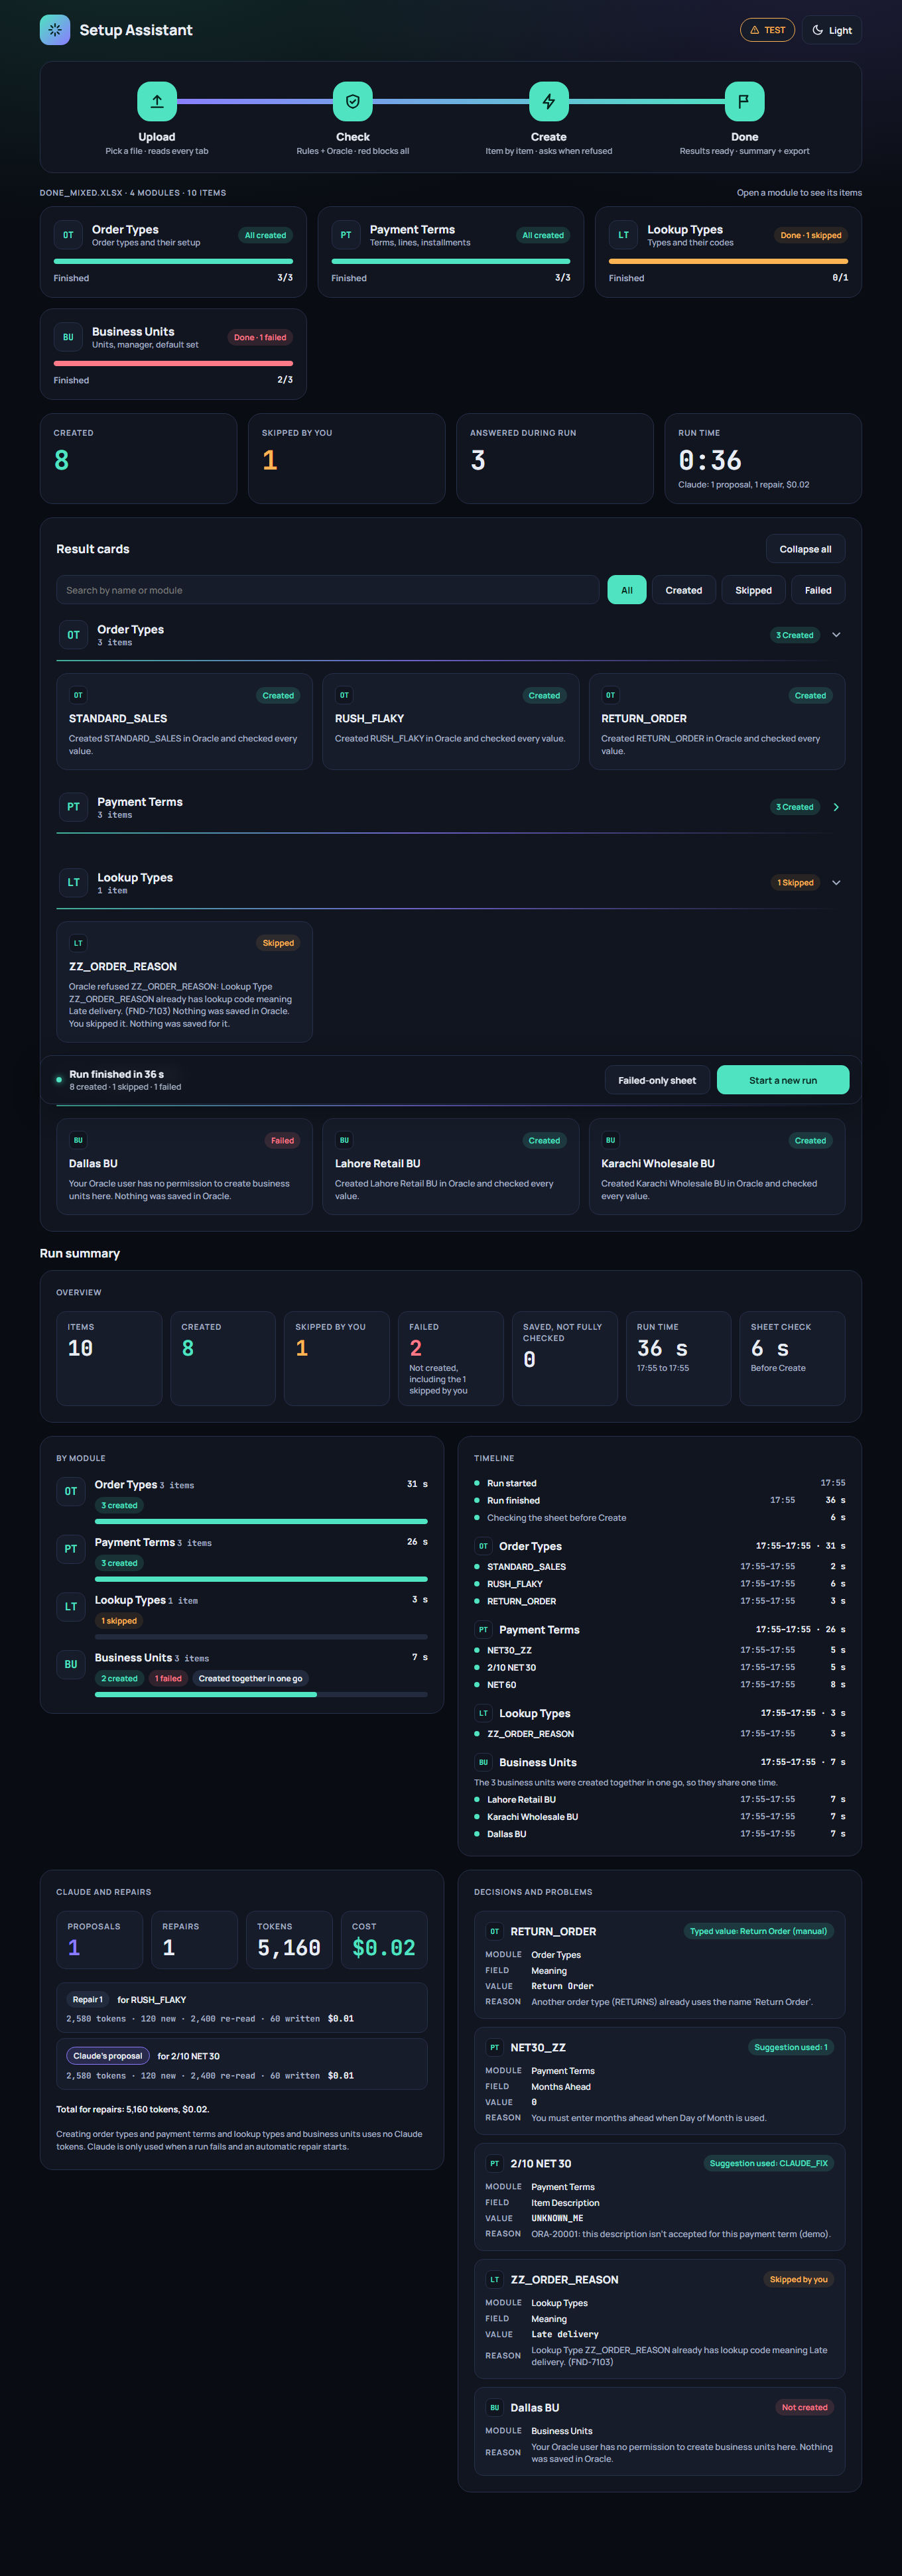 Setup Assistant
TEST
Light
Upload
Pick a file · reads every tab
Check
Rules + Oracle · red blocks all
Create
Item by item · asks when refused
Done
Results ready · summary + export
DONE_MIXED.XLSX · 4 MODULES · 10 ITEMS
Open a module to see its items
OT
Order Types
Order types and their setup
All created
Finished
3/3
PT
Payment Terms
Terms, lines, installments
All created
Finished
3/3
LT
Lookup Types
Types and their codes
Done · 1 skipped
Finished
0/1
BU
Business Units
Units, manager, default set
Done · 1 failed
Finished
2/3
CREATED
8
SKIPPED BY YOU
1
ANSWERED DURING RUN
3
RUN TIME
0:36
Claude: 1 proposal, 1 repair, $0.02
Result cards
Collapse all
Search by name or module
All
Created
Skipped
Failed
OT
Order Types
3 items
3 Created
OT
Created
STANDARD_SALES
Created STANDARD_SALES in Oracle and checked every
value.
OT
Created
RUSH_FLAKY
Created RUSH_FLAKY in Oracle and checked every value.
OT
Created
RETURN_ORDER
Created RETURN_ORDER in Oracle and checked every
value.
PT
Payment Terms
3 items
3 Created
LT
Lookup Types
1 item
1 Skipped
LT
Skipped
ZZ_ORDER_REASON
Oracle refused ZZ_ORDER_REASON: Lookup Type
ZZ_ORDER_REASON already has lookup code meaning
Late delivery. (FND-7103) Nothing was saved in Oracle.
You skipped it. Nothing was saved for it.
Run finished in 36 s
8 created · 1 skipped · 1 failed
Failed-only sheet
Start a new run
BU
Failed
Dallas BU
Your Oracle user has no permission to create business
units here. Nothing was saved in Oracle.
BU
Created
Lahore Retail BU
Created Lahore Retail BU in Oracle and checked every
value.
BU
Created
Karachi Wholesale BU
Created Karachi Wholesale BU in Oracle and checked
every value.
Run summary
OVERVIEW
ITEMS
10
CREATED
8
SKIPPED BY YOU
1
FAILED
2
Not created,
including the 1
skipped by you
SAVED, NOT FULLY
CHECKED
0
RUN TIME
36 s
17:55 to 17:55
SHEET CHECK
6 s
Before Create
BY MODULE
OT
Order Types 3 items
31 s
3 created
PT
Payment Terms 3 items
26 s
3 created
LT
Lookup Types 1 item
3 s
1 skipped
BU
Business Units 3 items
7 s
2 created
1 failed
Created together in one go
TIMELINE
Run started
17:55
Run finished
17:55
36 s
Checking the sheet before Create
6 s
OT
Order Types
17:55–17:55 · 31 s
STANDARD_SALES
17:55–17:55
2 s
RUSH_FLAKY
17:55–17:55
6 s
RETURN_ORDER
17:55–17:55
3 s
PT
Payment Terms
17:55–17:55 · 26 s
NET30_ZZ
17:55–17:55
5 s
2/10 NET 30
17:55–17:55
5 s
NET 60
17:55–17:55
8 s
LT
Lookup Types
17:55–17:55 · 3 s
ZZ_ORDER_REASON
17:55–17:55
3 s
BU
Business Units
17:55–17:55 · 7 s
The 3 business units were created together in one go, so they share one time.
Lahore Retail BU
17:55–17:55
7 s
Karachi Wholesale BU
17:55–17:55
7 s
Dallas BU
17:55–17:55
7 s
CLAUDE AND REPAIRS
PROPOSALS
1
REPAIRS
1
TOKENS
5,160
COST
$0.02
Repair 1
for RUSH_FLAKY
2,580 tokens · 120 new · 2,400 re-read · 60 written $0.01
Claude's proposal
for 2/10 NET 30
2,580 tokens · 120 new · 2,400 re-read · 60 written $0.01
Total for repairs: 5,160 tokens, $0.02.
Creating order types and payment terms and lookup types and business units uses no Claude
tokens. Claude is only used when a run fails and an automatic repair starts.
DECISIONS AND PROBLEMS
OT
RETURN_ORDER
Typed value: Return Order (manual)
MODULE Order Types
FIELD Meaning
VALUE Return Order
REASON Another order type (RETURNS) already uses the name 'Return Order'.
PT
NET30_ZZ
Suggestion used: 1
MODULE Payment Terms
FIELD Months Ahead
VALUE 0
REASON You must enter months ahead when Day of Month is used.
PT
2/10 NET 30
Suggestion used: CLAUDE_FIX
MODULE Payment Terms
FIELD Item Description
VALUE UNKNOWN_ME
REASON ORA-20001: this description isn't accepted for this payment term (demo).
LT
ZZ_ORDER_REASON
Skipped by you
MODULE Lookup Types
FIELD Meaning
VALUE Late delivery
REASON Lookup Type ZZ_ORDER_REASON already has lookup code meaning Late
delivery. (FND-7103)
BU
Dallas BU
Not created
MODULE Business Units
REASON Your Oracle user has no permission to create business units here. Nothing
was saved in Oracle.